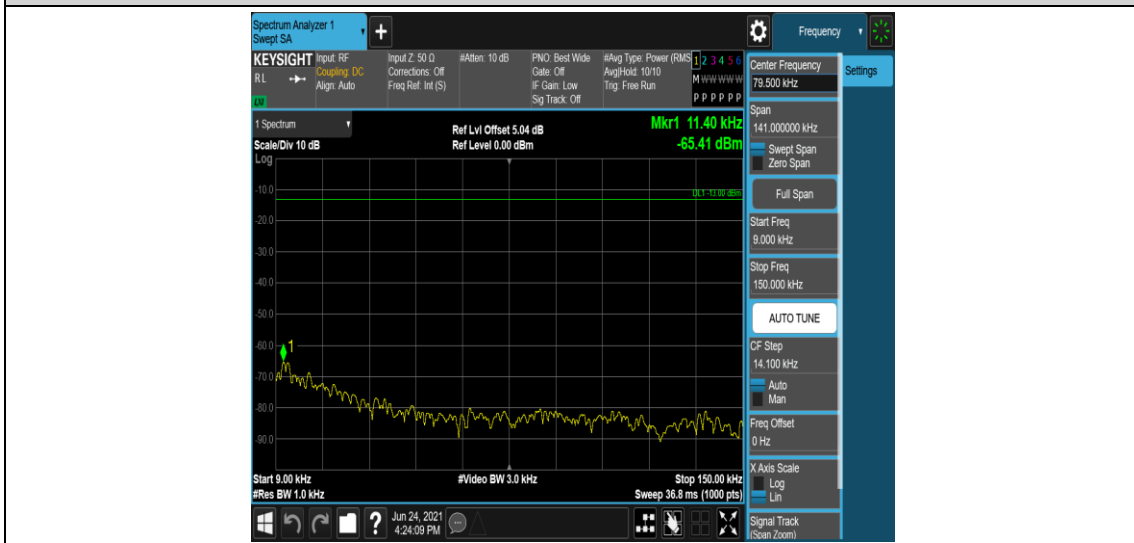 Spectrum Analyzer 1
Swept SA
+
Frequency
KEYSIGHT
RL
LXI
Input: RF
Coupling: DC
Align: Auto
Input Z: 50 Ω
Corrections: Off
Freq Ref: Int (S)
#Atten: 10 dB
PNO: Best Wide
Gate: Off
IF Gain: Low
Sig Track: Off
#Avg Type: Power (RMS
Avg|Hold: 10/10
Trig: Free Run
1 2 3 4 5 6
M W W W W W
P P P P P P
1 Spectrum
Scale/Div 10 dB
Ref Lvl Offset 5.04 dB
Ref Level 0.00 dBm
Mkr1 11.40 kHz
-65.41 dBm
Log
DL1 -13.00 dBm
-10.0
-20.0
-30.0
-40.0
-50.0
-60.0
1
-70.0
-80.0
-90.0
Start 9.00 kHz
#Res BW 1.0 kHz
#Video BW 3.0 kHz
Stop 150.00 kHz
Sweep 36.8 ms (1000 pts)
Center Frequency
79.500 kHz
Settings
Span
141.000000 kHz
Swept Span
Zero Span
Full Span
Start Freq
9.000 kHz
Stop Freq
150.000 kHz
AUTO TUNE
CF Step
14.100 kHz
Auto
Man
Freq Offset
0 Hz
X Axis Scale
Log
Lin
Signal Track
(Span Zoom)
?
Jun 24, 2021
4:24:09 PM